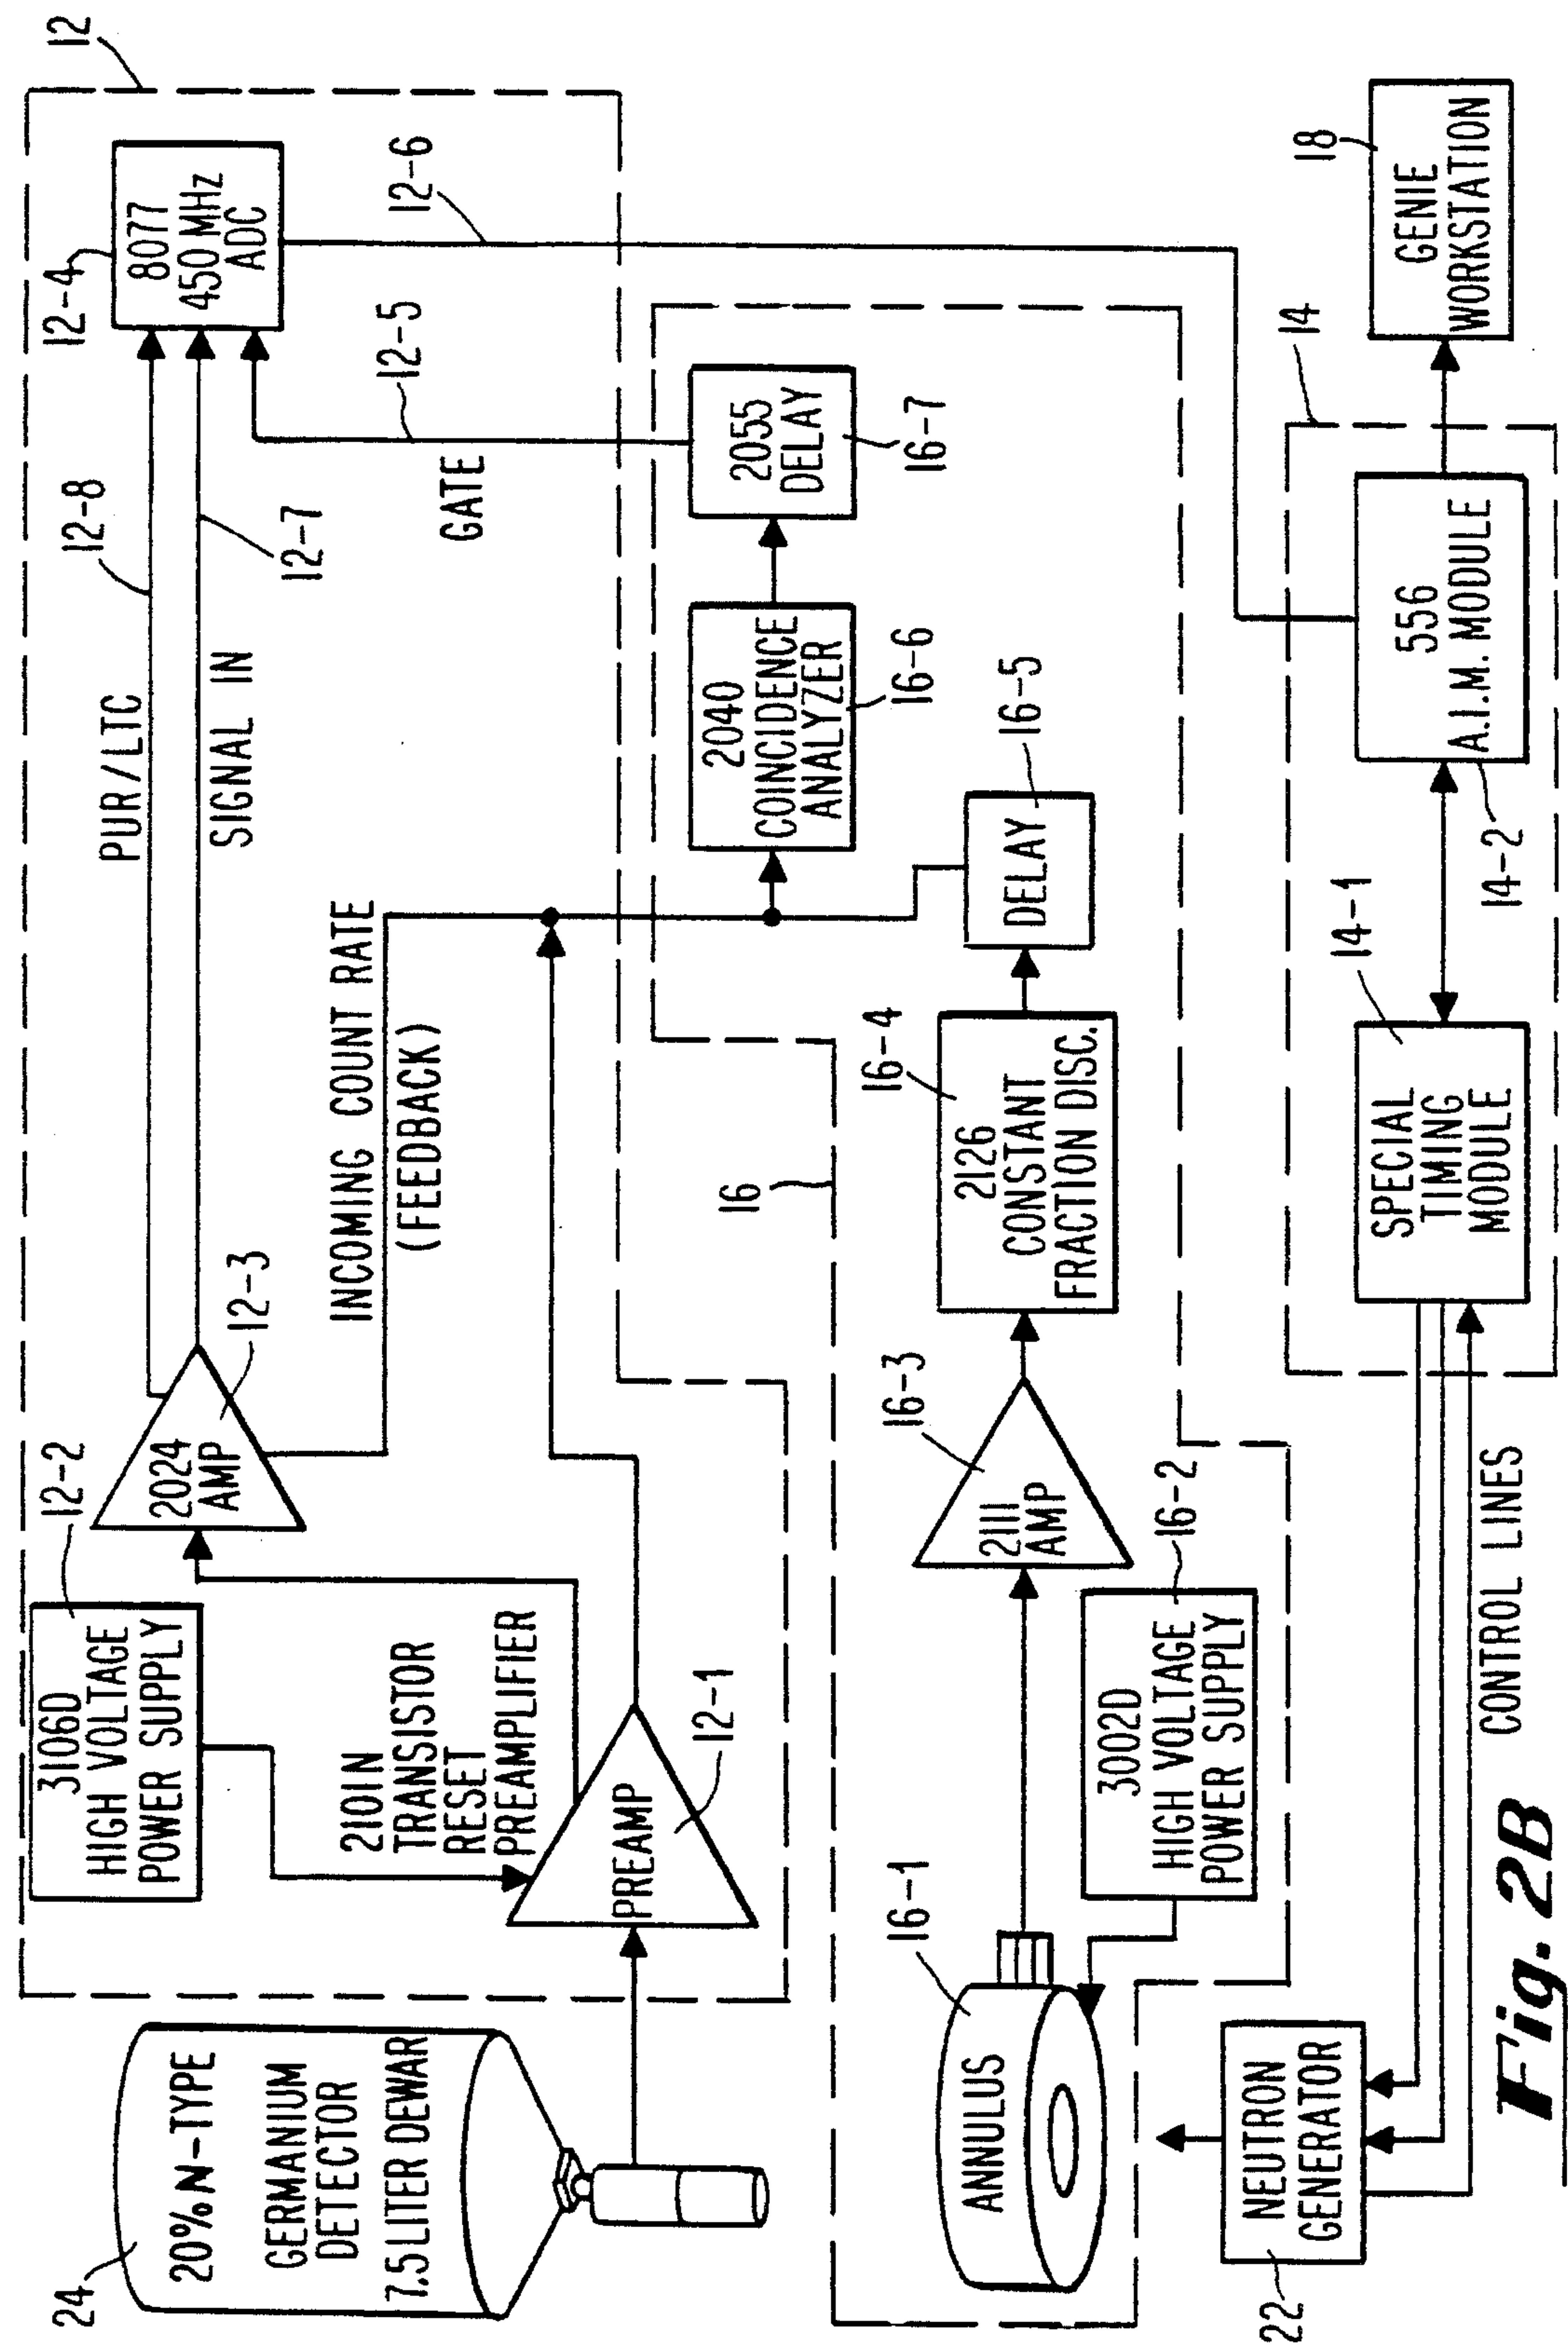 24
20% N-TYPE
GERMANIUM
DETECTOR
7.5 LITER DEWAR
3106D
HIGH VOLTAGE
POWER SUPPLY
12-2
2101N
TRANSISTOR
RESET
PREAMPLIFIER
PREAMP
12-1
2024
AMP
12-3
PUR/LTC
12-8
SIGNAL IN
12-7
INCOMING COUNT RATE
(FEEDBACK)
12-4
8077
450 MHz
ADC
12
12-5
GATE
12-6
16
2040
COINCIDENCE
ANALYZER
16-6
2055
DELAY
16-7
ANNULUS
16-1
2111
AMP
16-3
3002D
HIGH VOLTAGE
POWER SUPPLY
16-2
2126
CONSTANT
FRACTION DISC.
16-4
DELAY
16-5
22
NEUTRON
GENERATOR
CONTROL LINES
SPECIAL
TIMING
MODULE
14-1
556
A.I.M. MODULE
14-2
14
GENIE
WORKSTATION
18
Fig. 2B